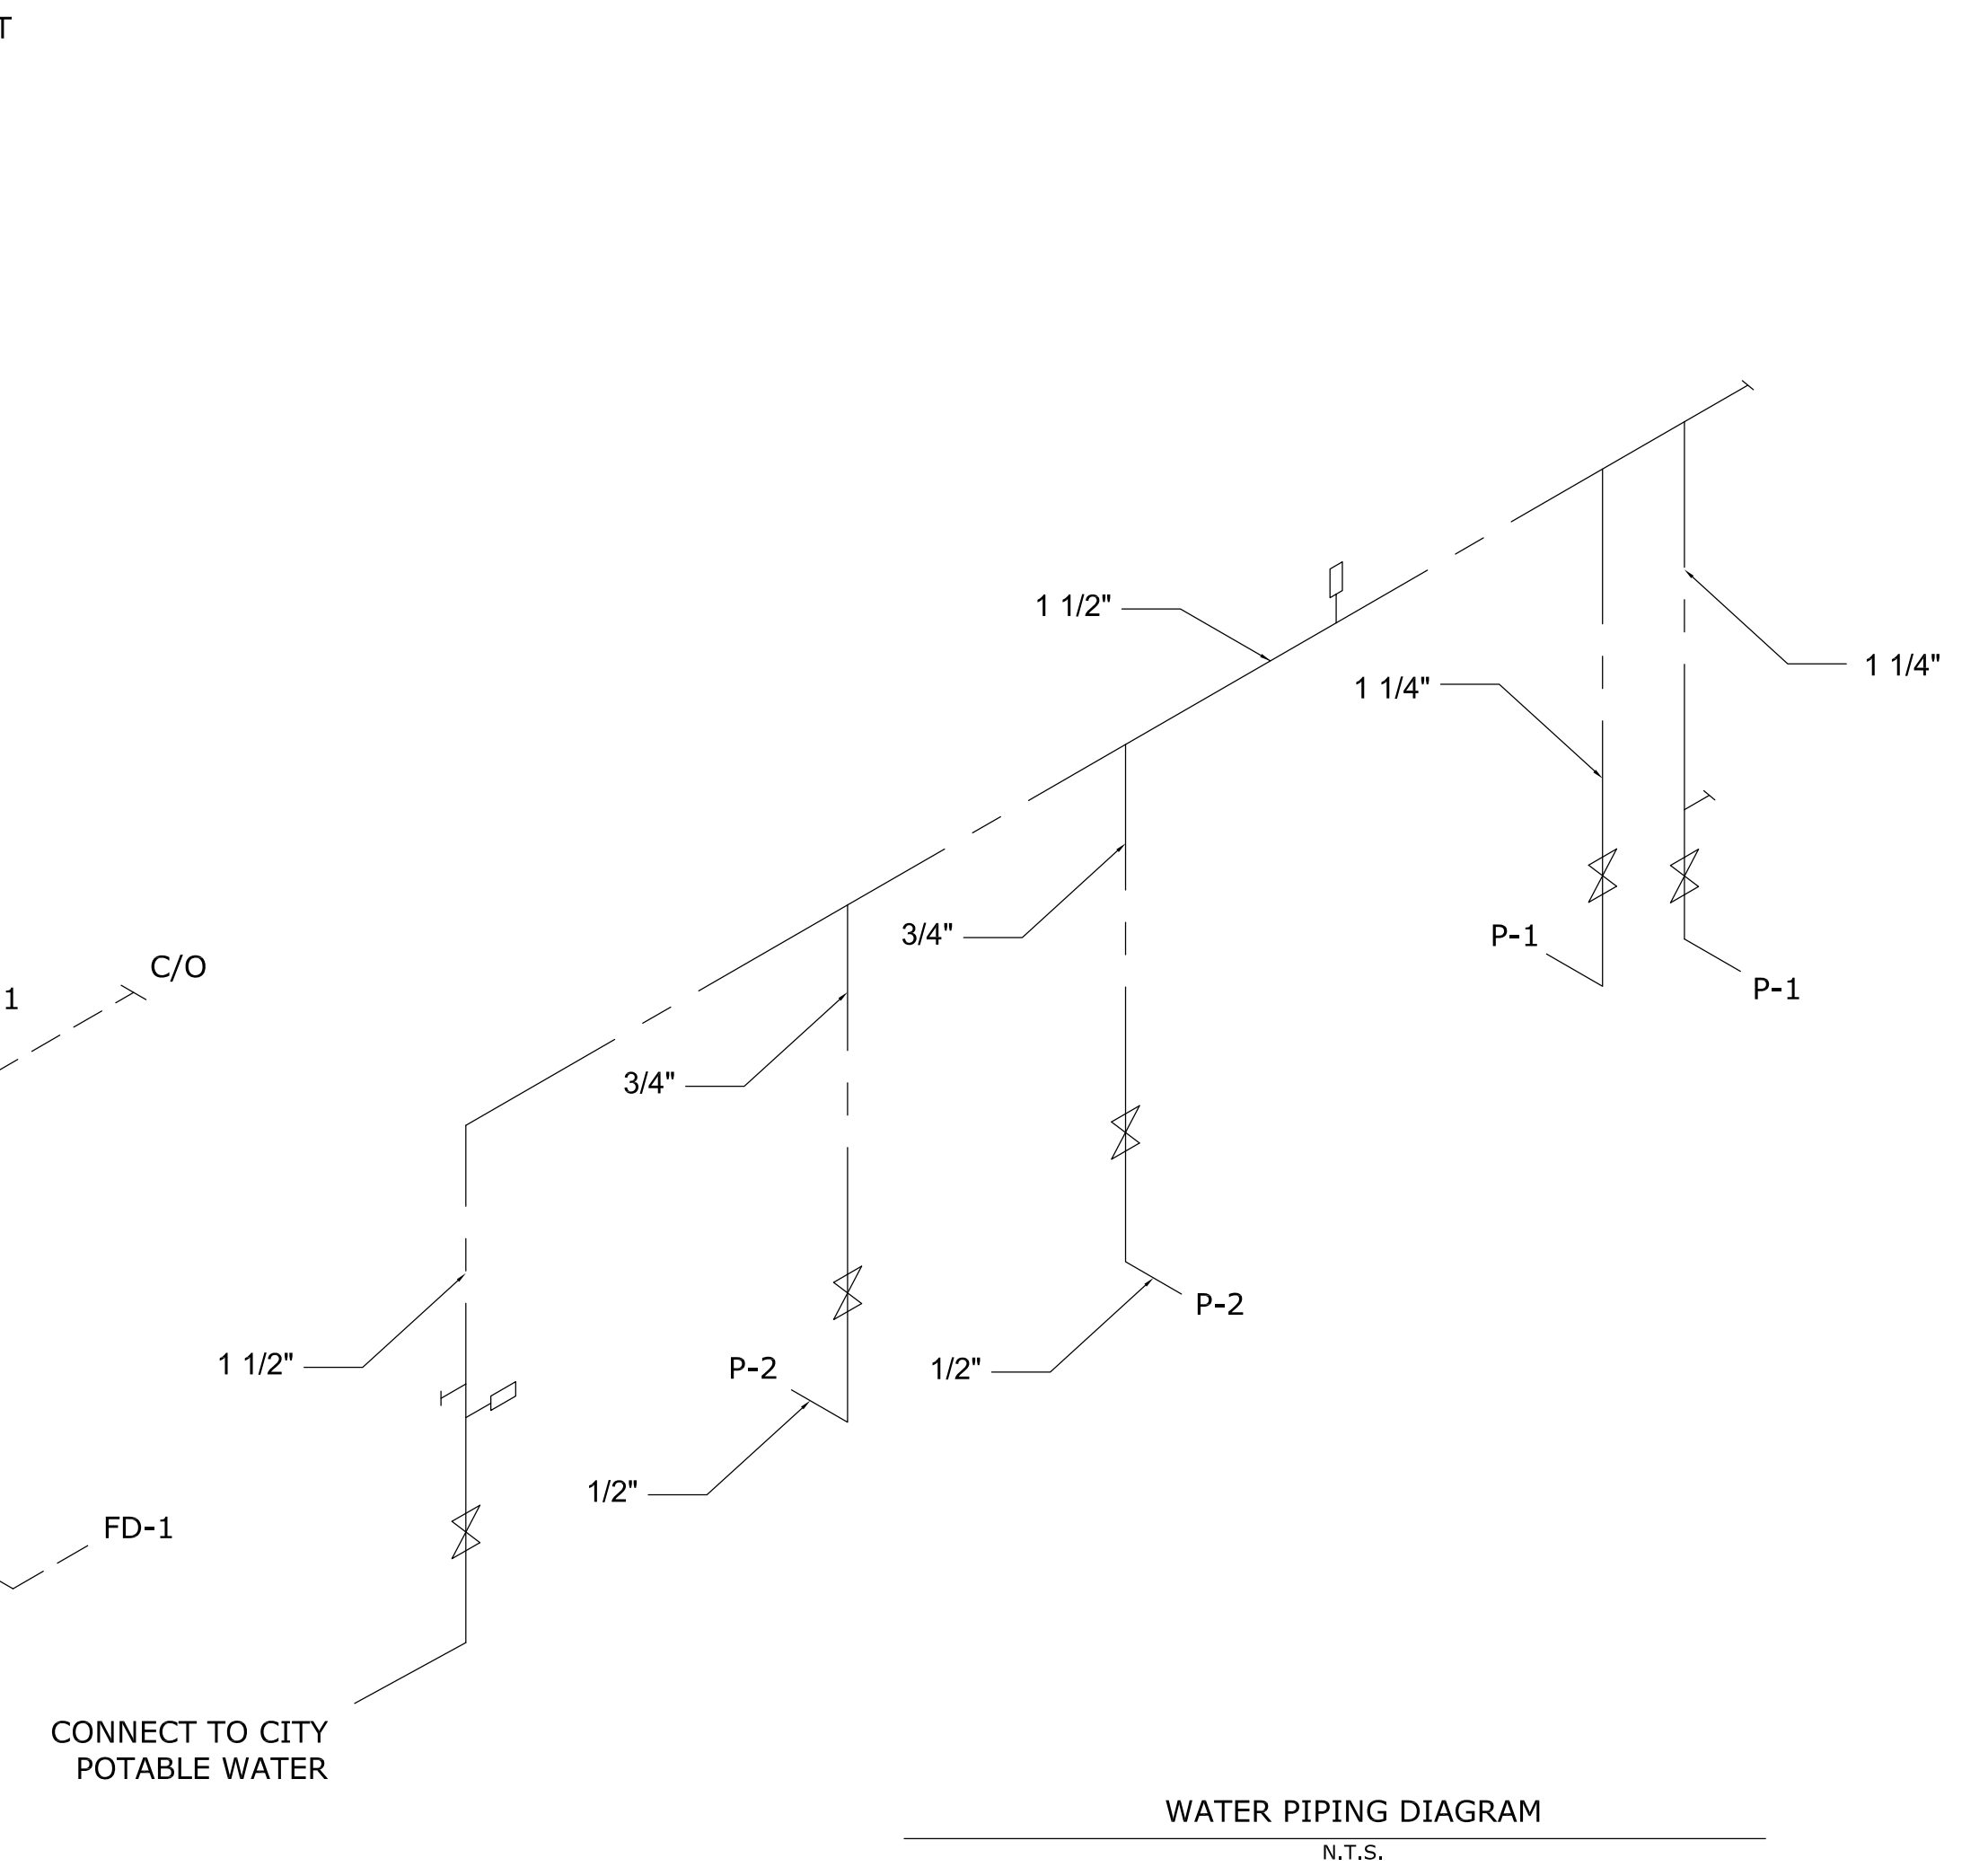 T
1 1/2"
1 1/4"
1 1/4"
3/4"
P-1
C/O
P-1
1
3/4"
P-2
1 1/2"
P-2
1/2"
1/2"
FD-1
CONNECT TO CITY
POTABLE WATER
WATER PIPING DIAGRAM
N.T.S.